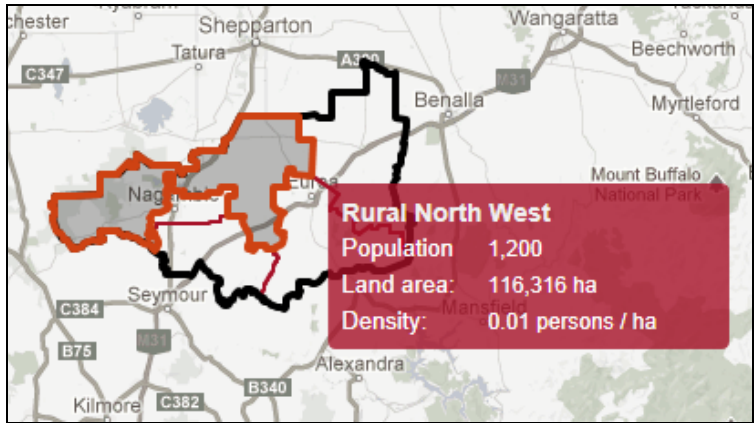 chester
Shepparton
Wangaratta
Tatura
A300
Beechworth
C347
M31
Benalla
Myrtleford
Mount Buffalo
National Park
Rural North West
Population 1,200
Land area: 116,316 ha
Density: 0.01 persons / ha
Seymour
C384
Mansfield
M31
B75
Alexandra
B340
Kilmore
C382